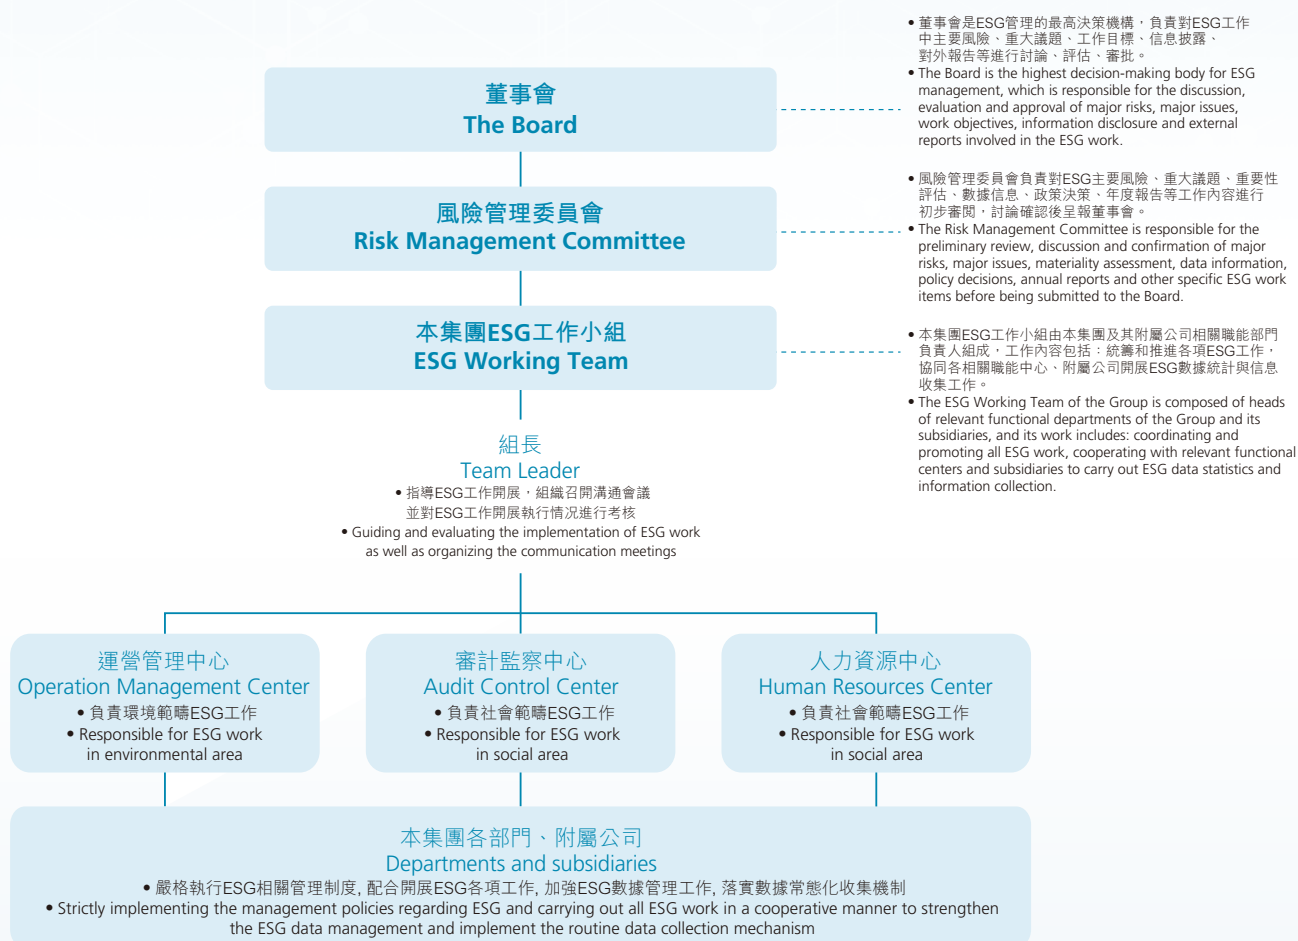 董事會
The Board
• 董事會是ESG管理的最高決策機構，負責對ESG工作
中主要風險、重大議題、工作目標、信息披露、
對外報告等進行討論、評估、審批。
• The Board is the highest decision-making body for ESG
management, which is responsible for the discussion,
evaluation and approval of major risks, major issues,
work objectives, information disclosure and external
reports involved in the ESG work.
風險管理委員會
Risk Management Committee
• 風險管理委員會負責對ESG主要風險、重大議題、重要性
評估、數據信息、政策決策、年度報告等工作內容進行
初步審閱，討論確認後呈報董事會。
• The Risk Management Committee is responsible for the
preliminary review, discussion and confirmation of major
risks, major issues, materiality assessment, data information,
policy decisions, annual reports and other specific ESG work
items before being submitted to the Board.
本集團ESG工作小組
ESG Working Team
• 本集團ESG工作小組由本集團及其附屬公司相關職能部門
負責人組成，工作內容包括：統籌和推進各項ESG工作，
協同各相關職能中心、附屬公司開展ESG數據統計與信息
收集工作。
• The ESG Working Team of the Group is composed of heads
of relevant functional departments of the Group and its
subsidiaries, and its work includes: coordinating and
promoting all ESG work, cooperating with relevant functional
centers and subsidiaries to carry out ESG data statistics and
information collection.
組長
Team Leader
• 指導ESG工作開展，組織召開溝通會議
並對ESG工作開展執行情况進行考核
• Guiding and evaluating the implementation of ESG work
as well as organizing the communication meetings
運營管理中心
Operation Management Center
• 負責環境範疇ESG工作
• Responsible for ESG work
in environmental area
審計監察中心
Audit Control Center
• 負責社會範疇ESG工作
• Responsible for ESG work
in social area
人力資源中心
Human Resources Center
• 負責社會範疇ESG工作
• Responsible for ESG work
in social area
本集團各部門、附屬公司
Departments and subsidiaries
• 嚴格執行ESG相關管理制度, 配合開展ESG各項工作, 加強ESG數據管理工作, 落實數據常態化收集機制
• Strictly implementing the management policies regarding ESG and carrying out all ESG work in a cooperative manner to strengthen
the ESG data management and implement the routine data collection mechanism